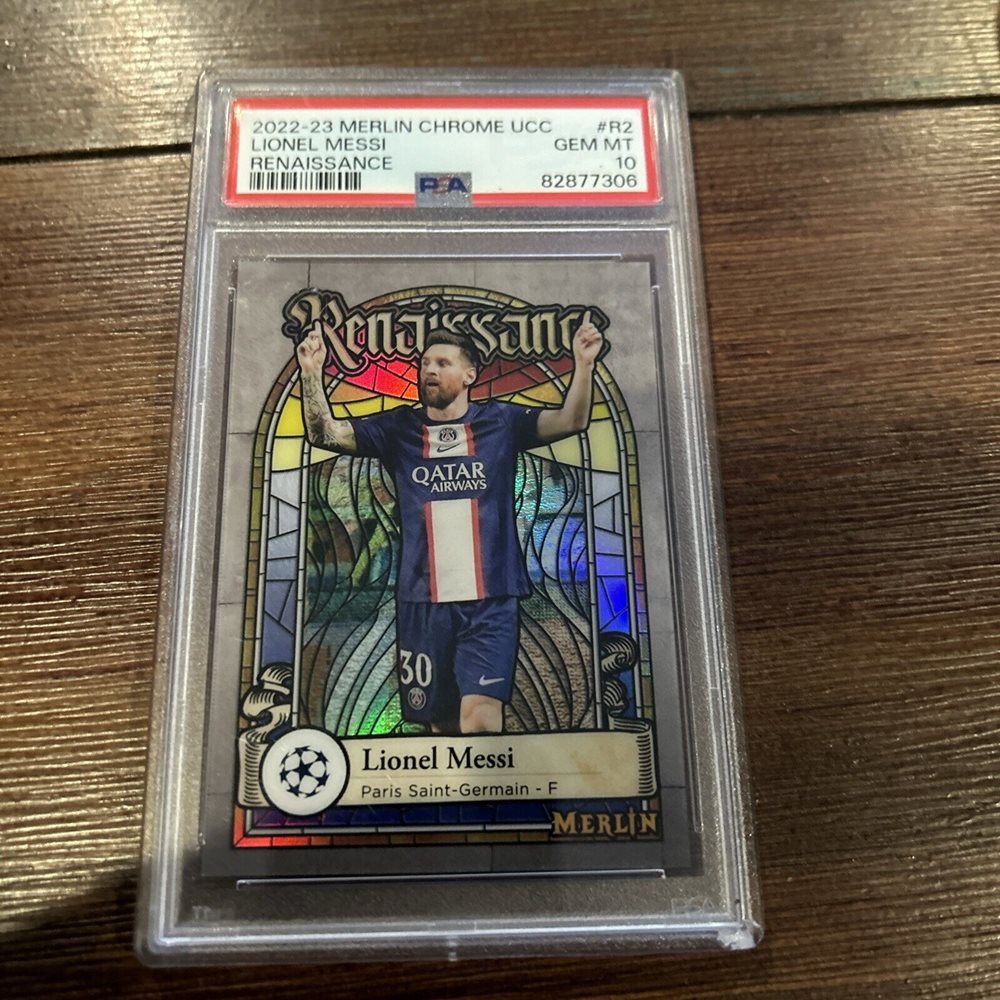 2022-23 MERLIN CHROME UCC #R2
LIONEL MESSI GEM MT
RENAISSANCE 10
PSA 82877306
Renaissance
QATAR
AIRWAYS
30
Lionel Messi
Paris Saint-Germain - F
MERLIN
PSA